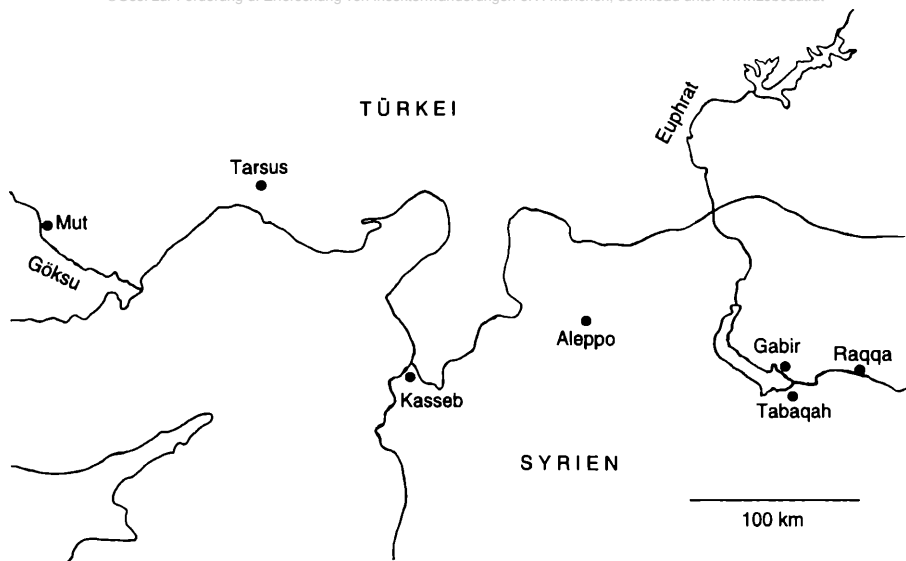 TÜRKEI
Euphrat
Tarsus
Mut
Göksu
Aleppo
Gabir
Raqqa
Kasseb
Tabaqah
SYRIEN
100 km